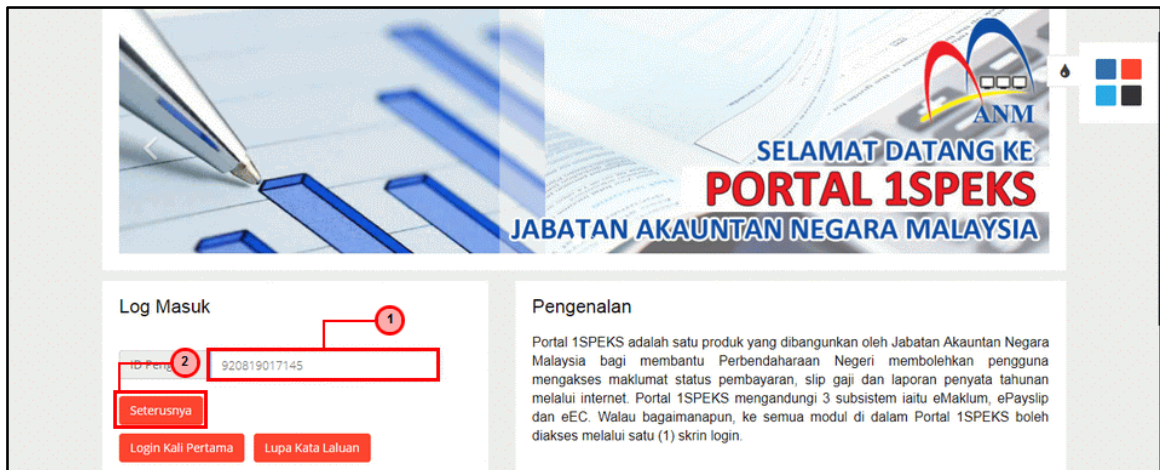 ANM
SELAMAT DATANG KE
PORTAL 1SPEKS
JABATAN AKAUNTAN NEGARA MALAYSIA
Log Masuk
1
ID Peng
2
920819017145
Seterusnya
Login Kali Pertama
Lupa Kata Laluan
Pengenalan
Portal 1SPEKS adalah satu produk yang dibangunkan oleh Jabatan Akauntan Negara
Malaysia bagi membantu Perbendaharaan Negeri membolehkan pengguna
mengakses maklumat status pembayaran, slip gaji dan laporan penyata tahunan
melalui internet. Portal 1SPEKS mengandungi 3 subsistem iaitu eMaklum, ePayslip
dan eEC. Walau bagaimanapun, ke semua modul di dalam Portal 1SPEKS boleh
diakses melalui satu (1) skrin login.